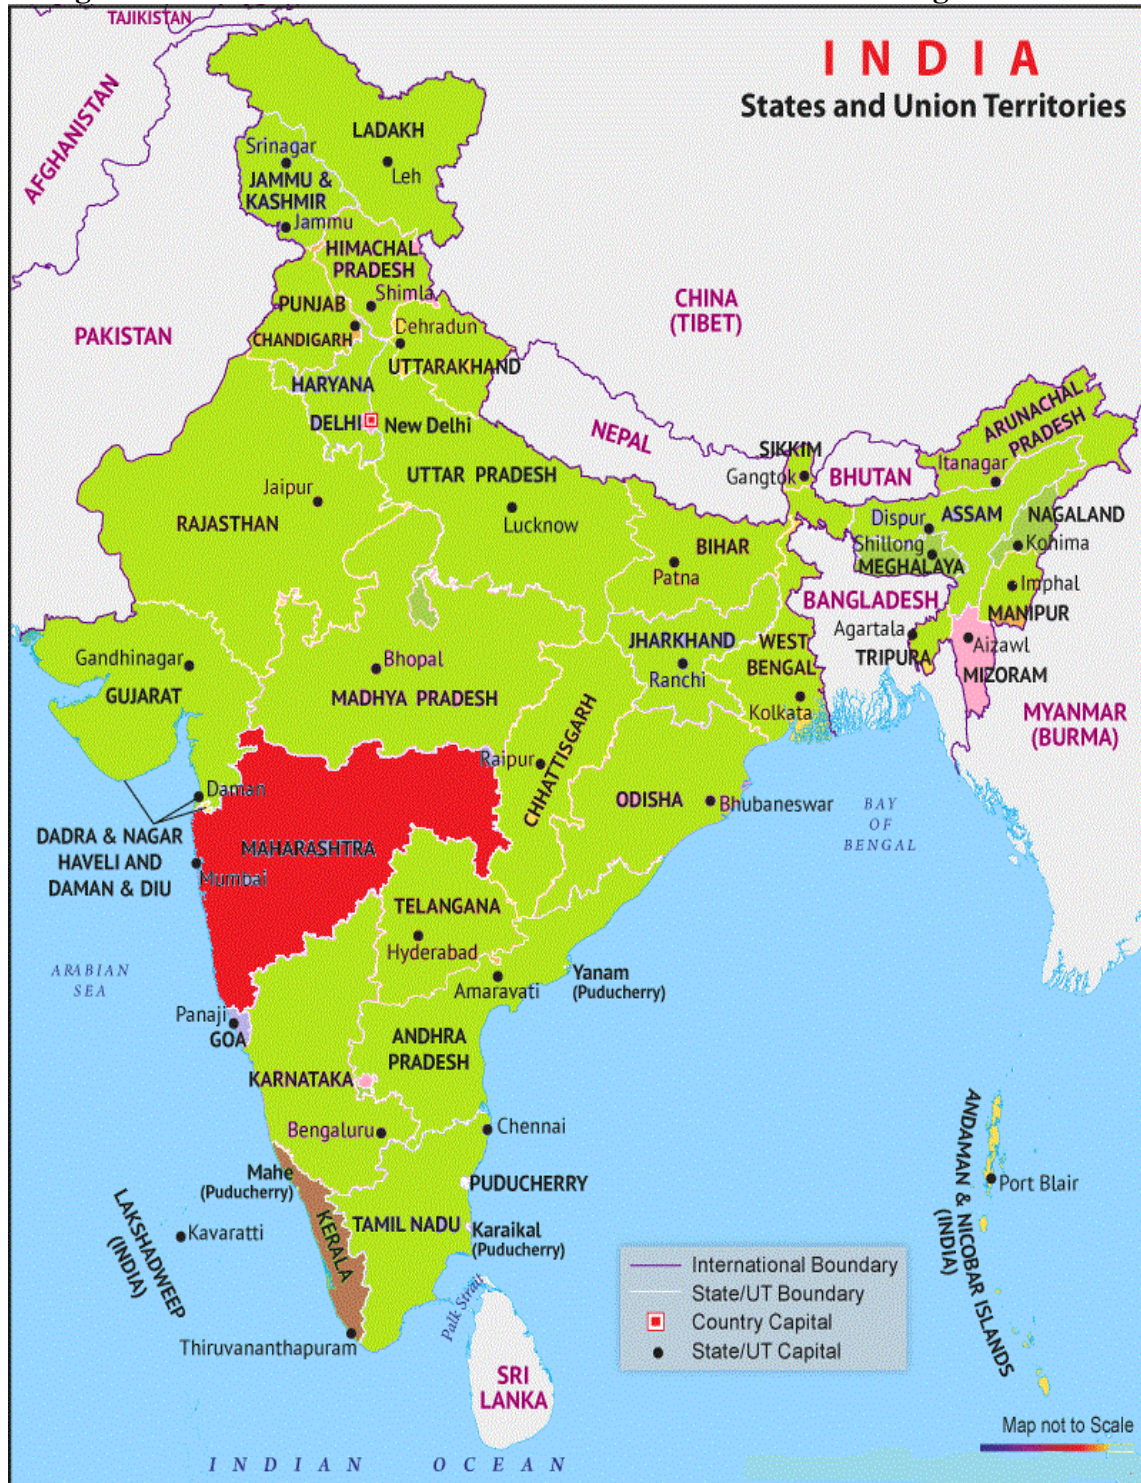 TAJIKISTAN
INDIA
States and Union Territories
AFGHANISTAN
LADAKH
Srinagar
Leh
JAMMU &
KASHMIR
Jammu
HIMACHAL
PRADESH
Shimla
PUNJAB
CHANDIGARH
Dehradun
UTTARAKHAND
CHINA
(TIBET)
PAKISTAN
HARYANA
DELHI
New Delhi
NEPAL
SIKKIM
Gangtok
BHUTAN
ARUNACHAL
PRADESH
Itanagar
UTTAR PRADESH
Lucknow
Jaipur
RAJASTHAN
Dispur
ASSAM
NAGALAND
Shillong
Kohima
MEGHALAYA
BIHAR
Patna
Imphal
MANIPUR
BANGLADESH
Agartala
TRIPURA
Aizawl
MIZORAM
JHARKHAND
Ranchi
WEST
BENGAL
Kolkata
Gandhinagar
GUJARAT
Bhopal
MADHYA PRADESH
MYANMAR
(BURMA)
Raipur
CHHATTISGARH
ODISHA
Bhubaneswar
BAY
OF
BENGAL
Daman
DADRA & NAGAR
HAVELI AND
DAMAN & DIU
MAHARASHTRA
Mumbai
TELANGANA
Hyderabad
ARABIAN
SEA
Amaravati
Yanam
(Puducherry)
Panaji
GOA
ANDHRA
PRADESH
KARNATAKA
Bengaluru
Chennai
Mahe
(Puducherry)
PUDUCHERRY
KERALA
TAMIL NADU
Karaikal
(Puducherry)
LAKSHADWEEP
(INDIA)
Kavaratti
Thiruvananthapuram
Palk Strait
SRI
LANKA
ANDAMAN & NICOBAR ISLANDS
(INDIA)
Port Blair
International Boundary
State/UT Boundary
Country Capital
State/UT Capital
Map not to Scale
INDIAN OCEAN